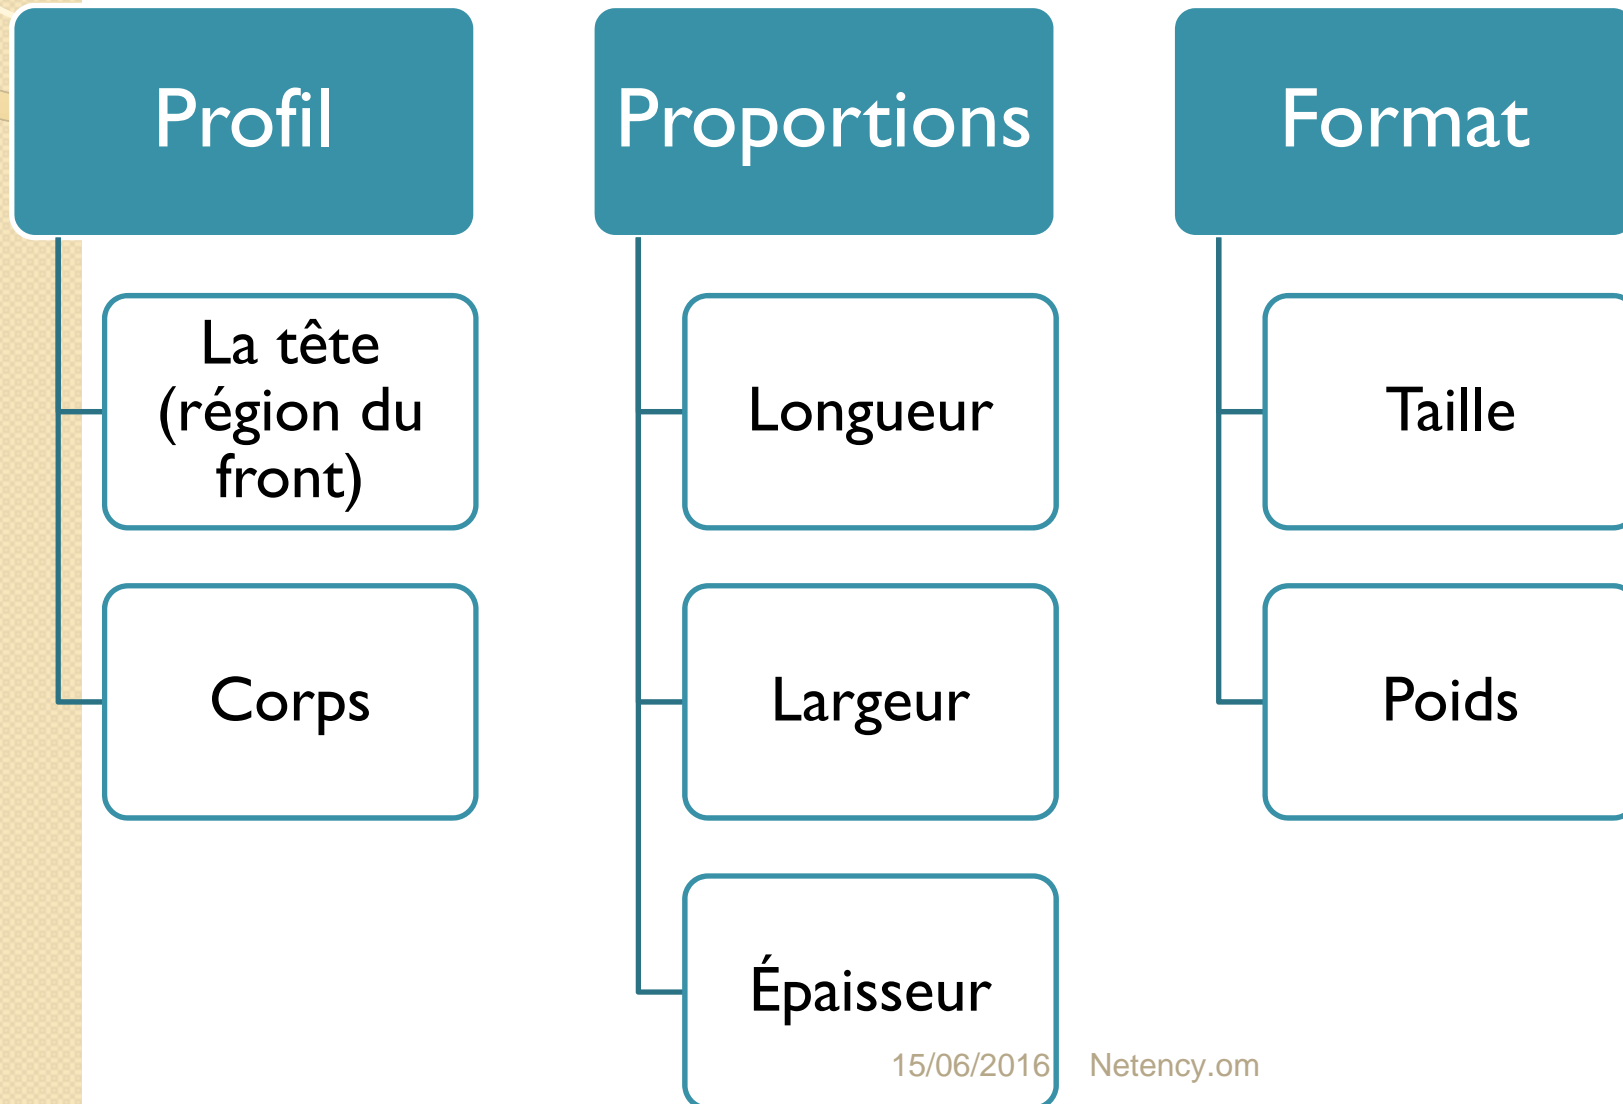 Profil
La tête
(région du
front)
Corps
Proportions
Longueur
Largeur
Épaisseur
Format
Taille
Poids
15/06/2016 Netency.om